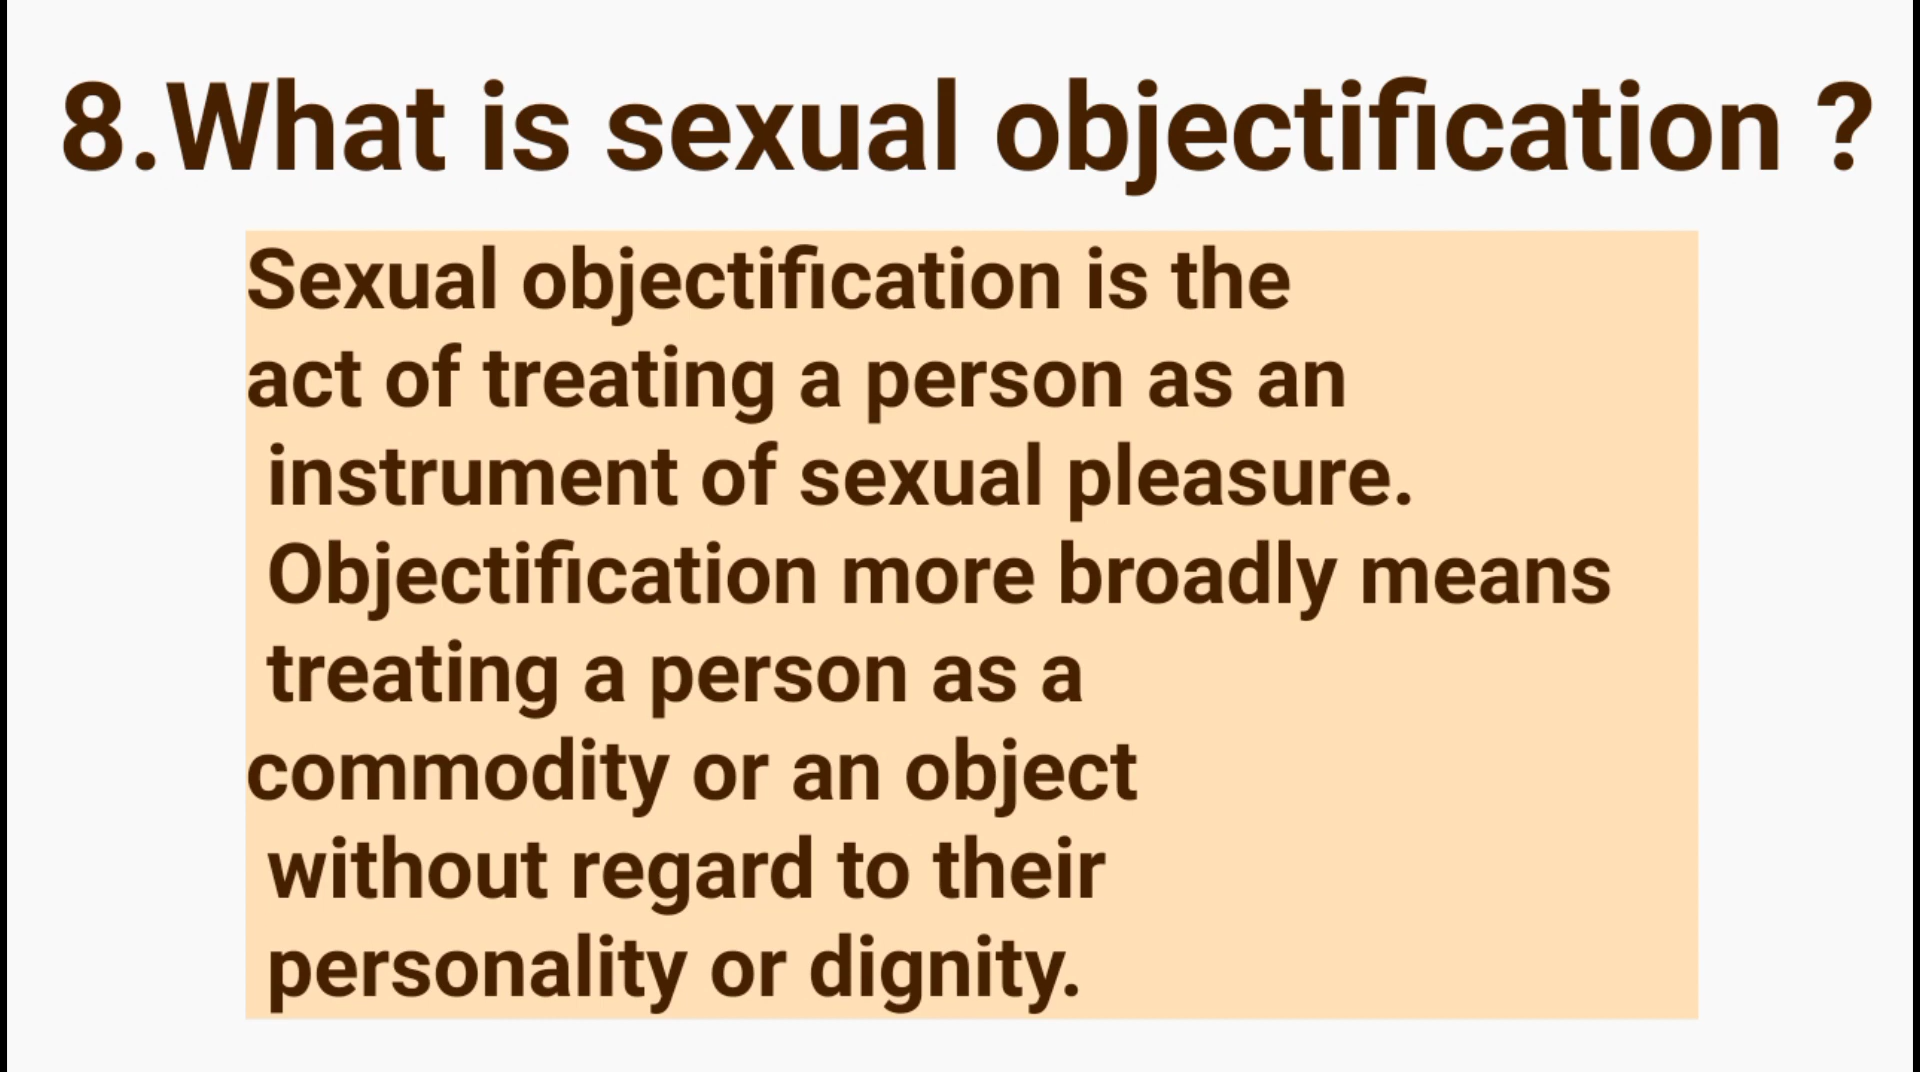 8.What is sexual objectification ?
Sexual objectification is the
act of treating a person as an
instrument of sexual pleasure.
Objectification more broadly means
treating a person as a
commodity or an object
without regard to their
personality or dignity.